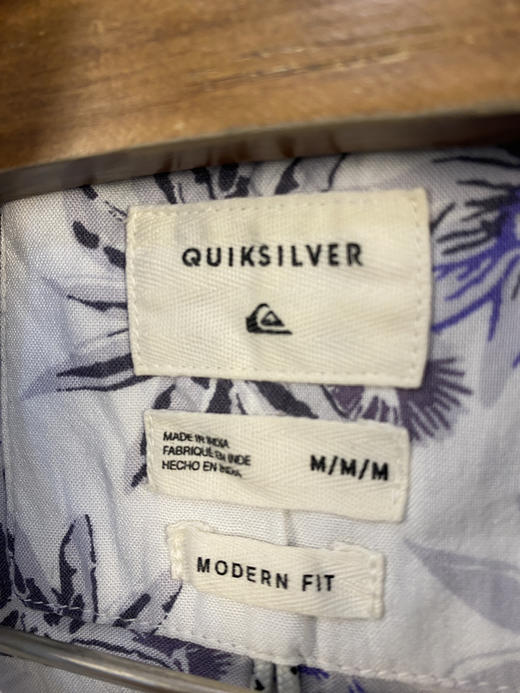 QUIKSILVER
MADE IN INDIA
FABRIQUÉ EN INDE
HECHO EN INDIA
M/M/M
MODERN FIT